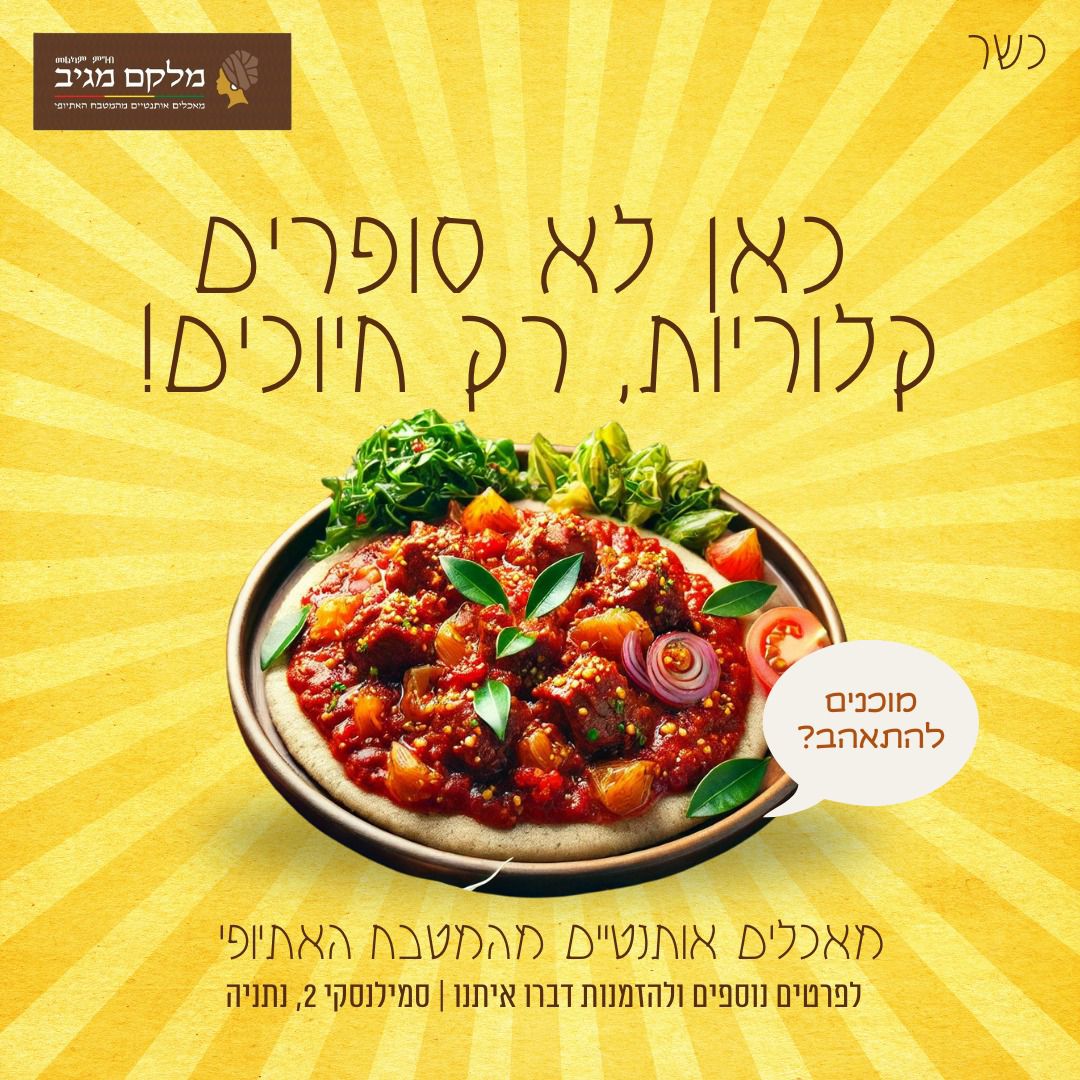 כשר
מלקם מגיב
מאכלים אותנטיים מהמטבח האתיופי
כאן לא סופרים
קלוריות, רק חיוכים!
מוכנים
להתאהב?
מאכלים אותנטיים מהמטבח האתיופי
לפרטים נוספים ולהזמנות דברו איתנו | סמילנסקי 2, נתניה